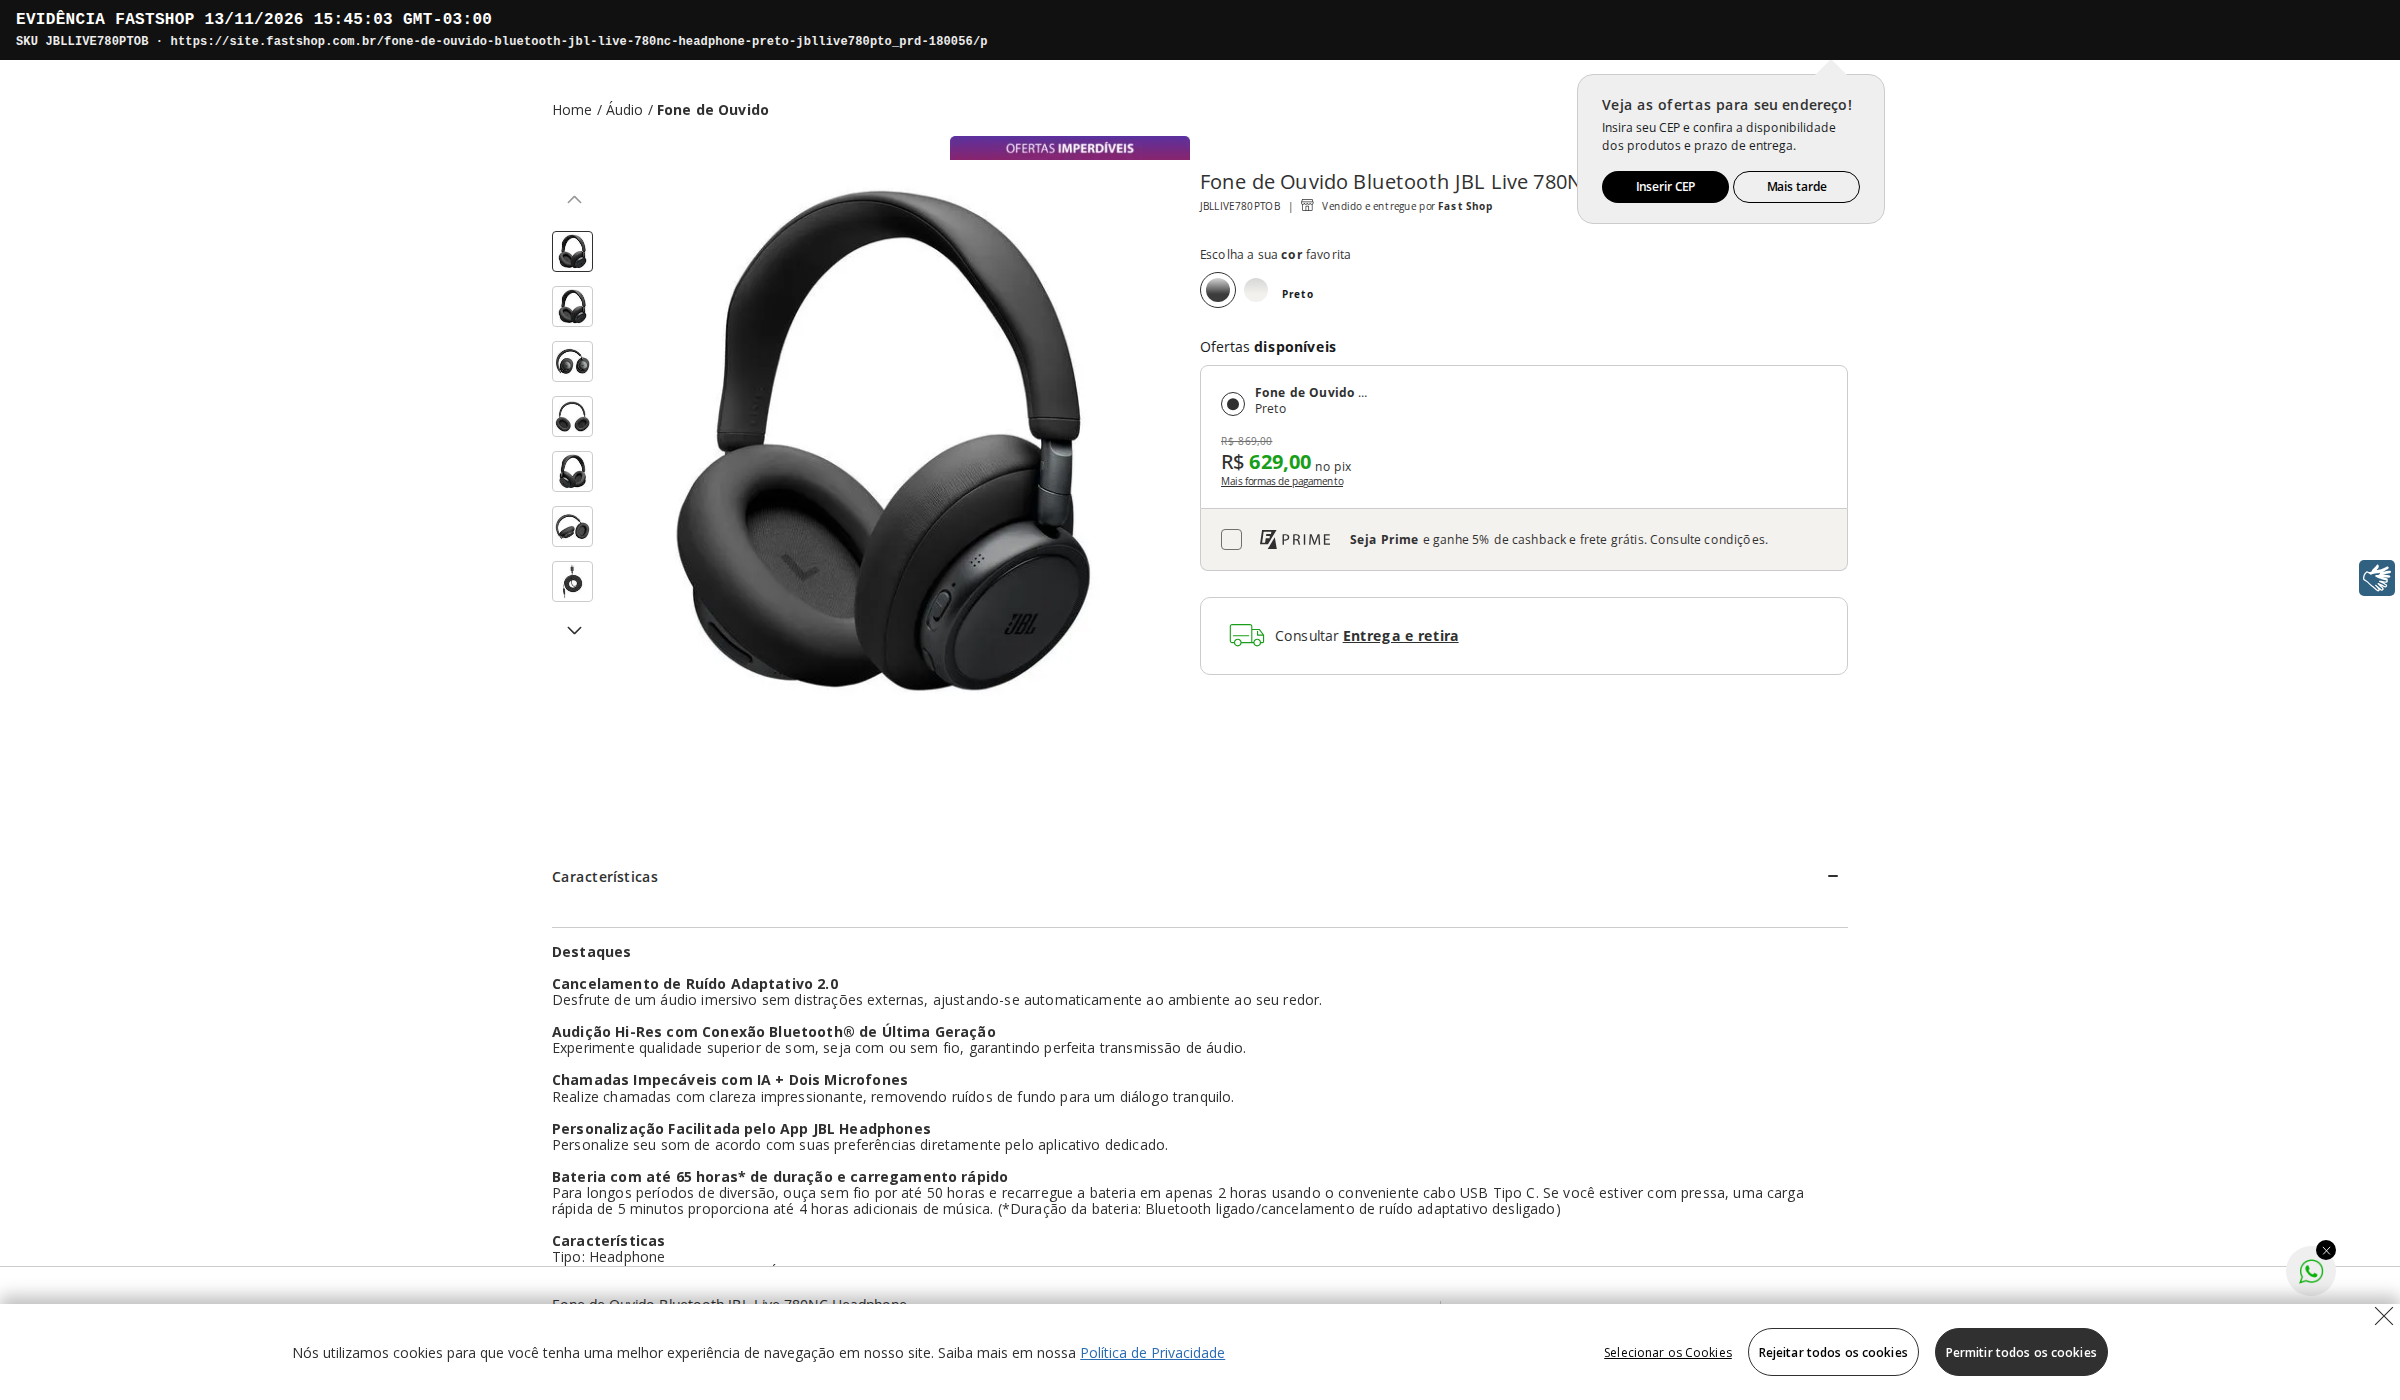 EVIDÊNCIA FASTSHOP 13/11/2026 15:45:03 GMT-03:00
SKU JBLLIVE780PTOB · https://site.fastshop.com.br/fone-de-ouvido-bluetooth-jbl-live-780nc-headphone-preto-jbllive780pto_prd-180056/p
Home / Áudio / Fone de Ouvido
Veja as ofertas para seu endereço!
Insira seu CEP e confira a disponibilidade
dos produtos e prazo de entrega.
Inserir CEP
Mais tarde
OFERTAS IMPERDÍVEIS
Fone de Ouvido Bluetooth JBL Live 780N
JBLLIVE780PTOB | Vendido e entregue por Fast Shop
Escolha a sua cor favorita
Preto
Ofertas disponíveis
Fone de Ouvido ...
Preto
R$ 869,00
R$ 629,00 no pix
Mais formas de pagamento
PRIME Seja Prime e ganhe 5% de cashback e frete grátis. Consulte condições.
Consultar Entrega e retira
L
JBL
Características
Destaques
Cancelamento de Ruído Adaptativo 2.0
Desfrute de um áudio imersivo sem distrações externas, ajustando-se automaticamente ao ambiente ao seu redor.
Audição Hi-Res com Conexão Bluetooth® de Última Geração
Experimente qualidade superior de som, seja com ou sem fio, garantindo perfeita transmissão de áudio.
Chamadas Impecáveis com IA + Dois Microfones
Realize chamadas com clareza impressionante, removendo ruídos de fundo para um diálogo tranquilo.
Personalização Facilitada pelo App JBL Headphones
Personalize seu som de acordo com suas preferências diretamente pelo aplicativo dedicado.
Bateria com até 65 horas* de duração e carregamento rápido
Para longos períodos de diversão, ouça sem fio por até 50 horas e recarregue a bateria em apenas 2 horas usando o conveniente cabo USB Tipo C. Se você estiver com pressa, uma carga
rápida de 5 minutos proporciona até 4 horas adicionais de música. (*Duração da bateria: Bluetooth ligado/cancelamento de ruído adaptativo desligado)
Características
Tipo: Headphone
Fone de Ouvido Bluetooth JBL Live 780NC Headphone
Nós utilizamos cookies para que você tenha uma melhor experiência de navegação em nosso site. Saiba mais em nossa Política de Privacidade
Selecionar os Cookies
Rejeitar todos os cookies
Permitir todos os cookies